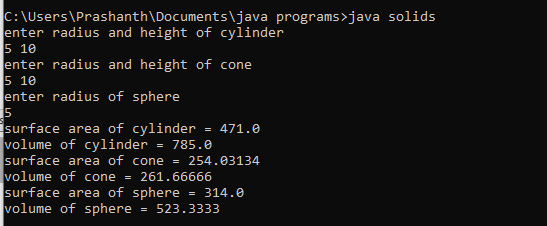 C:\Users\Prashanth\Documents\java programs>java solids
enter radius and height of cylinder
5 10
enter radius and height of cone
5 10
enter radius of sphere
5
surface area of cylinder = 471.0
volume of cylinder = 785.0
surface area of cone = 254.03134
volume of cone = 261.66666
surface area of sphere = 314.0
volume of sphere = 523.3333